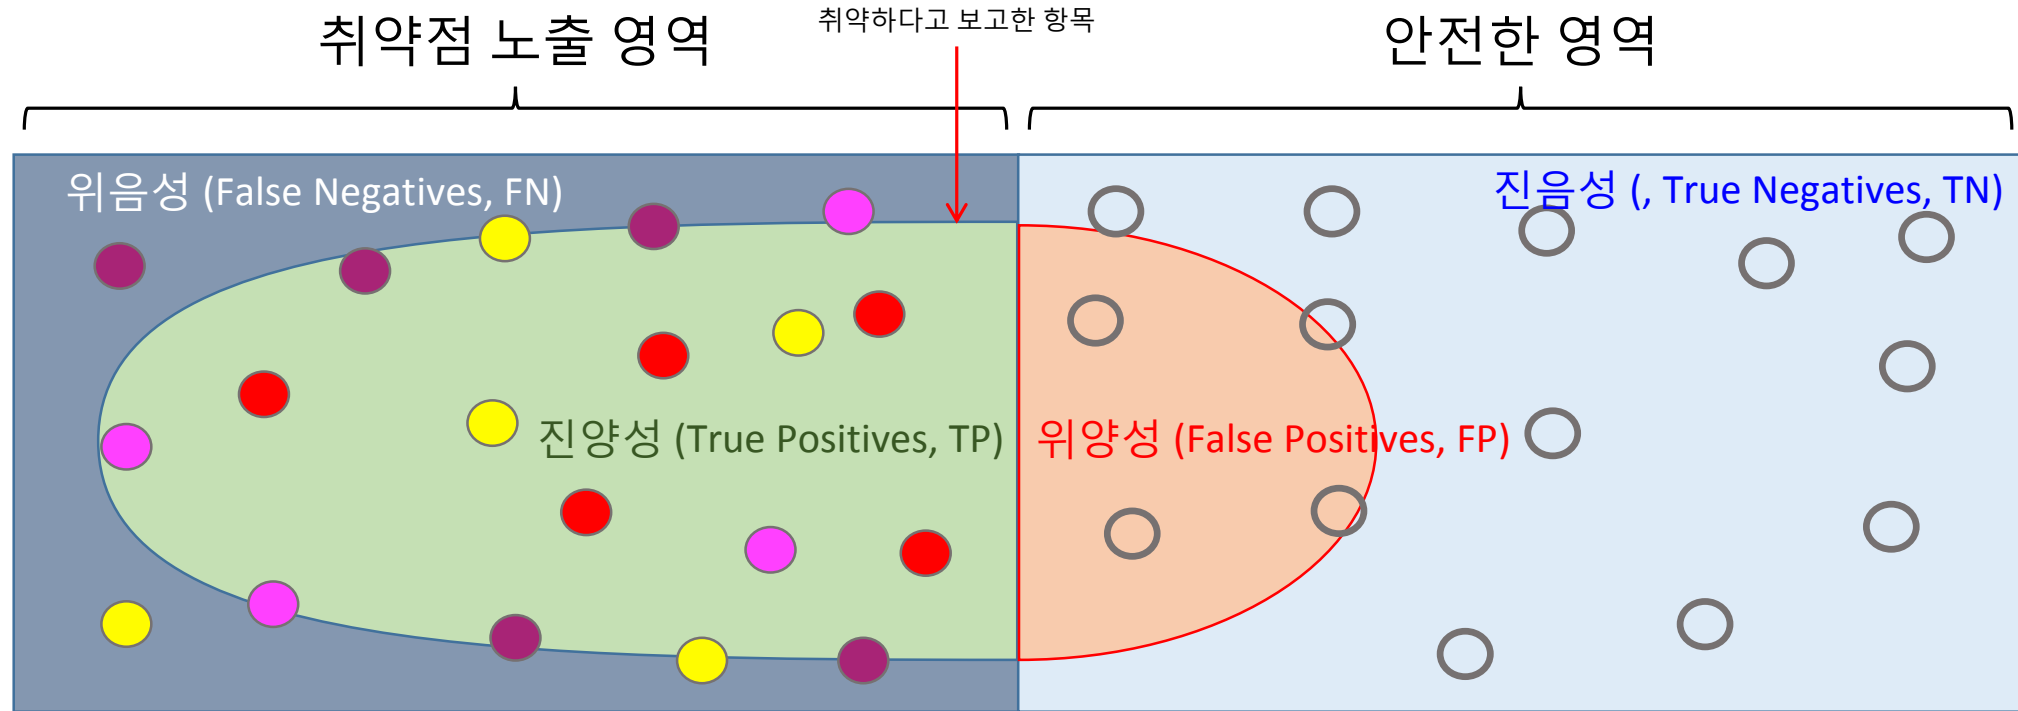 취약점 노출 영역
취약하다고 보고한 항목
안전한 영역
위음성 (False Negatives, FN)
진음성 (, True Negatives, TN)
진양성 (True Positives, TP)
위양성 (False Positives, FP)